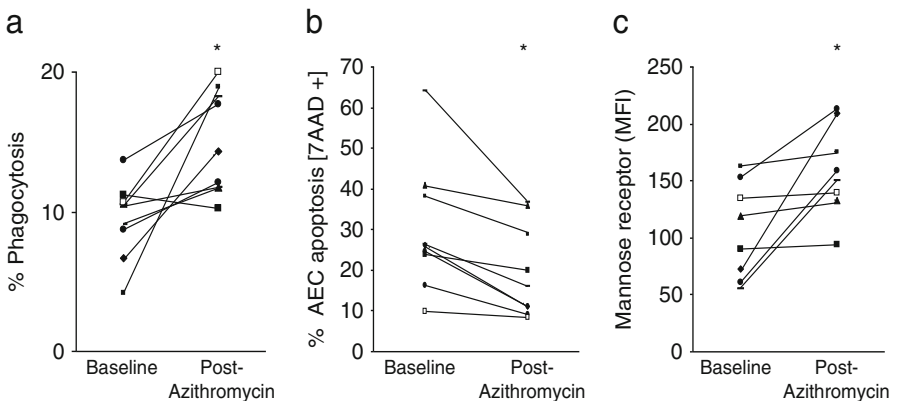 a
*
% Phagocytosis
20
10
0
Baseline
Post-
Azithromycin
b
*
% AEC apoptosis [7AAD +]
70
60
50
40
30
20
10
0
Baseline
Post-
Azithromycin
c
*
Mannose receptor (MFI)
250
200
150
100
50
0
Baseline
Post-
Azithromycin